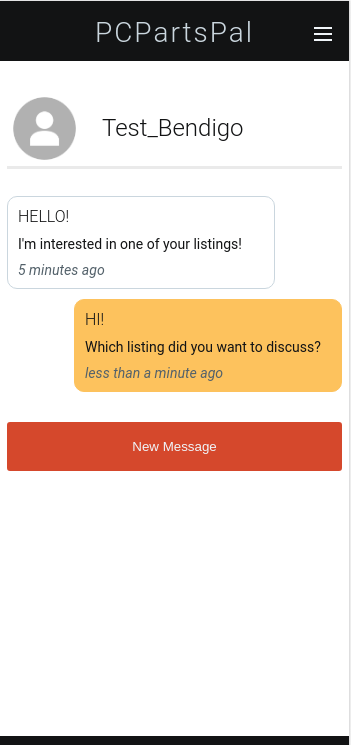 PCPartsPal
Test_Bendigo
HELLO!
I'm interested in one of your listings!
5 minutes ago
HI!
Which listing did you want to discuss?
less than a minute ago
New Message